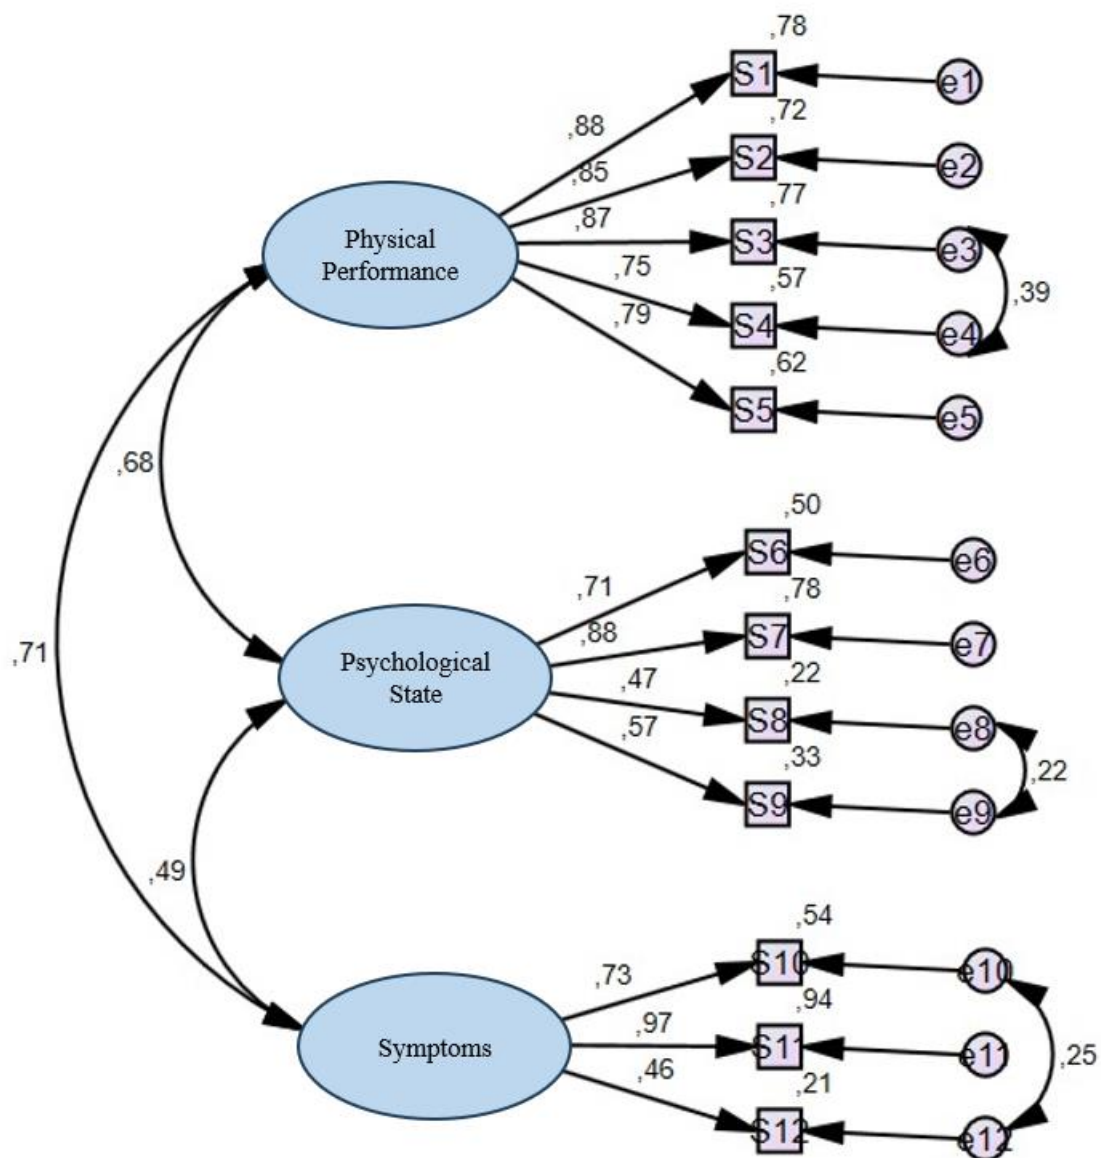 ,78
S1
e1
,88
,72
S2
e2
,85
,77
,87
S3
e3
Physical
Performance
,75
,57
,39
,79
S4
e4
,62
S5
e5
,68
,50
S6
e6
,71
,78
,88
S7
e7
,71
Psychological
State
,47
,22
,57
S8
e8
,33
,22
S9
e9
,49
,54
,73
S10
e10
,94
,97
Symptoms
S11
e11
,25
,46
,21
S12
e12